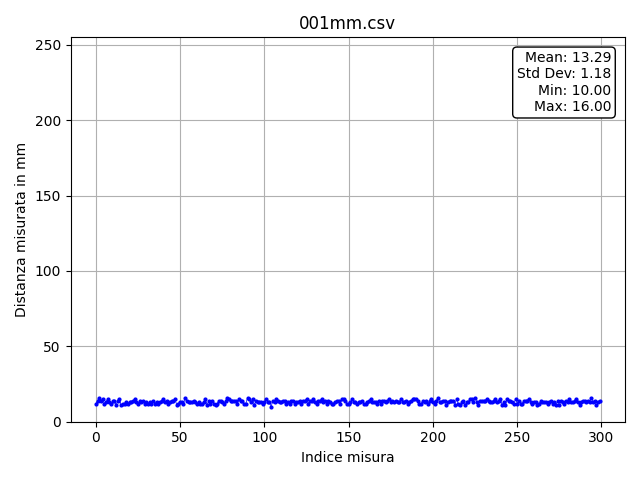 001mm.csv
Mean: 13.29
Std Dev: 1.18
Min: 10.00
Max: 16.00
250
200
150
100
50
0
Distanza misurata in mm
0 50 100 150 200 250 300
Indice misura